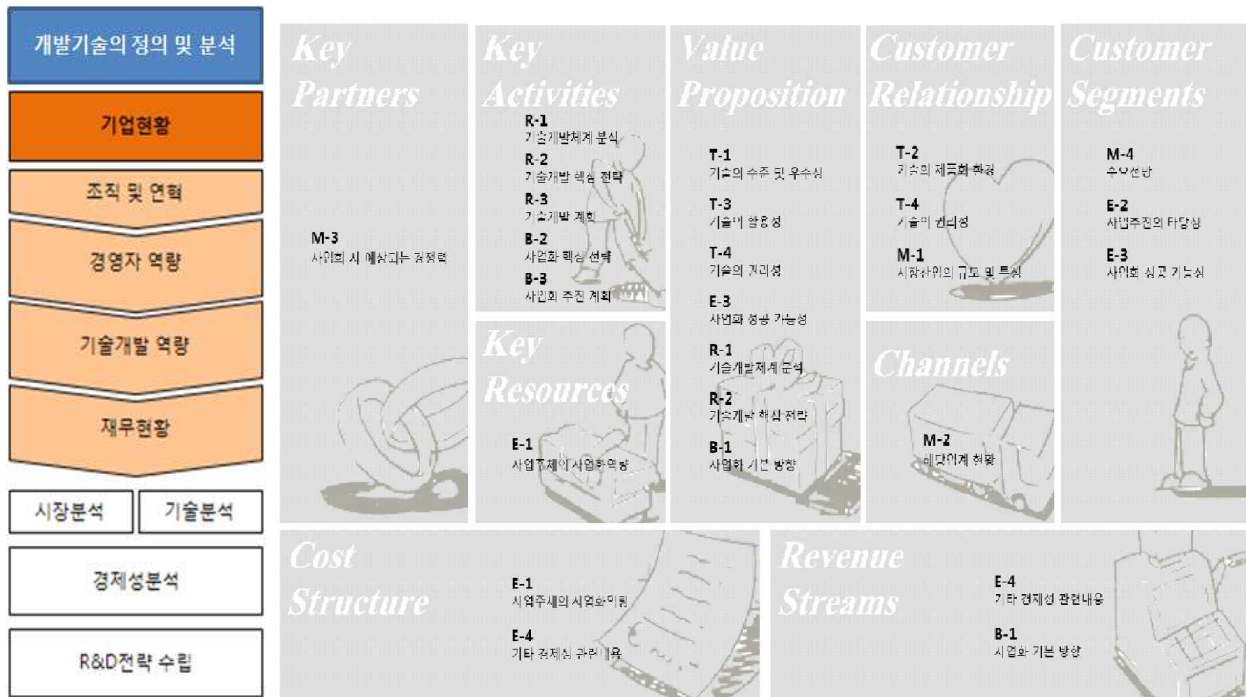 개발기술의 정의 및 분석
기업현황
조직 및 연혁
경영자 역량
기술개발 역량
재무현황
시장분석
기술분석
경제성분석
R&D전략 수립
Key
Partners
M-3
사업화 시 예상되는 경쟁력
Key
Activities
R-1
기술개발체계 분석
R-2
기술개발 핵심 전략
R-3
기술개발 계획
B-2
사업화 핵심 전략
B-3
사업화 추진 계획
Key
Resources
E-1
사업주체의 사업화역량
Value
Proposition
T-1
기술의 수준 및 우수성
T-3
기술의 활용성
T-4
기술의 권리성
E-3
사업화 성공 가능성
R-1
기술개발체계 분석
R-2
기술개발 핵심 전략
B-1
사업화 기본 방향
Customer
Relationship
T-2
기술의 제품화 환경
T-4
기술의 권리성
M-1
시장산업의 규모 및 특성
Channels
M-2
해당업계 현황
Customer
Segments
M-4
수요전망
E-2
사업추진의 타당성
E-3
사업화 성공 가능성
Cost
Structure
E-1
사업주체의 사업화역량
E-4
기타 경제성 관련내용
Revenue
Streams
E-4
기타 경제성 관련내용
B-1
사업화 기본 방향